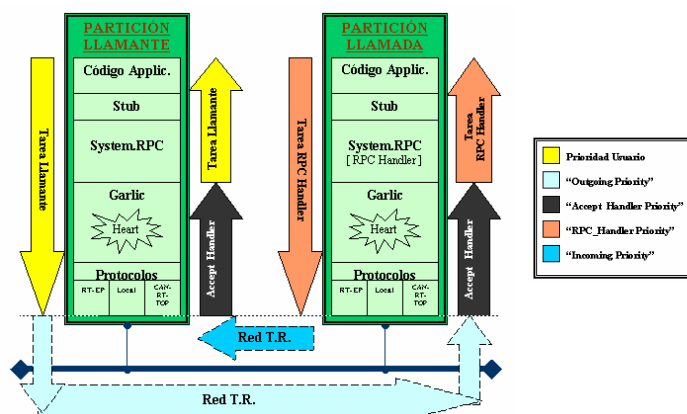 PARTICIÓN
LLAMANTE
Código Applic.
Stub
System.RPC
Garlic
Heart
Protocolos
RT-EP
Local
CAN-
RT-
TOP
Tarea Llamante
Tarea Llamante
Accept Handler
PARTICIÓN
LLAMADA
Código Applic.
Stub
System.RPC
[ RPC Handler ]
Garlic
Heart
Protocolos
RT-EP
Local
CAN-
RT-
TOP
Tarea RPC Handler
Tarea
RPC Handler
Accept Handler
Red T.R.
Red T.R.
Prioridad Usuario
“Outgoing Priority”
“Accept Handler Priority”
“RPC_Handler Priority”
“Incoming Priority”